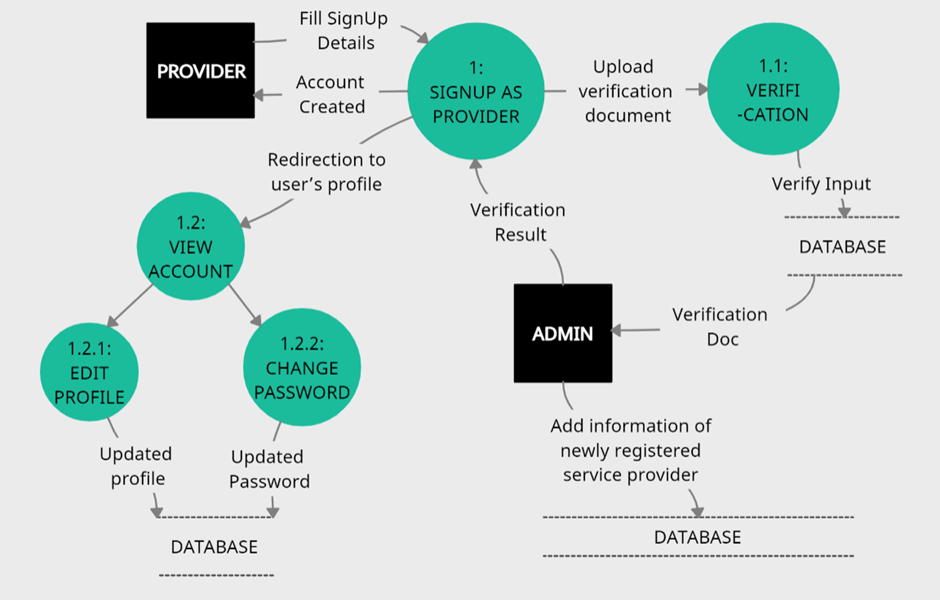 Fill SignUp
Details
PROVIDER
Account
Created
1:
SIGNUP AS
PROVIDER
Upload
verification
document
1.1:
VERIFI
-CATION
Redirection to
user’s profile
Verify Input
Verification
Result
DATABASE
1.2:
VIEW
ACCOUNT
ADMIN
Verification
Doc
1.2.1:
EDIT
PROFILE
1.2.2:
CHANGE
PASSWORD
Updated
profile
Updated
Password
Add information of
newly registered
service provider
DATABASE
DATABASE